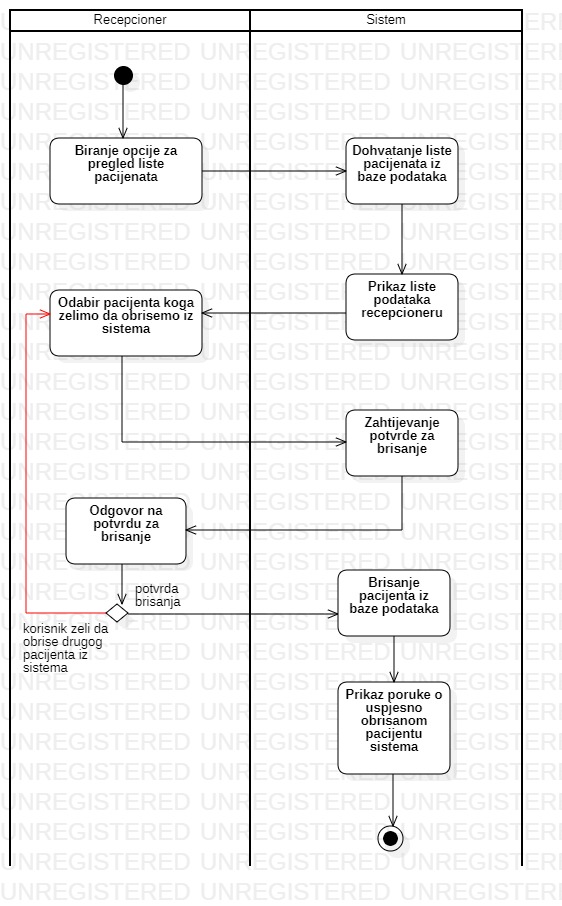 Recepcioner
Sistem
Biranje opcije za
pregled liste
pacijenata
Dohvatanje liste
pacijenata iz
baze podataka
Prikaz liste
podataka
recepcioneru
Odabir pacijenta koga
zelimo da obrisemo iz
sistema
Zahtijevanje
potvrde za
brisanje
Odgovor na
potvrdu za
brisanje
potvrda
brisanja
korisnik zeli da
obrise drugog
pacijenta iz
sistema
Brisanje
pacijenta iz
baze podataka
Prikaz poruke o
uspjesno
obrisanom
pacijentu
sistema
UNREGISTERED